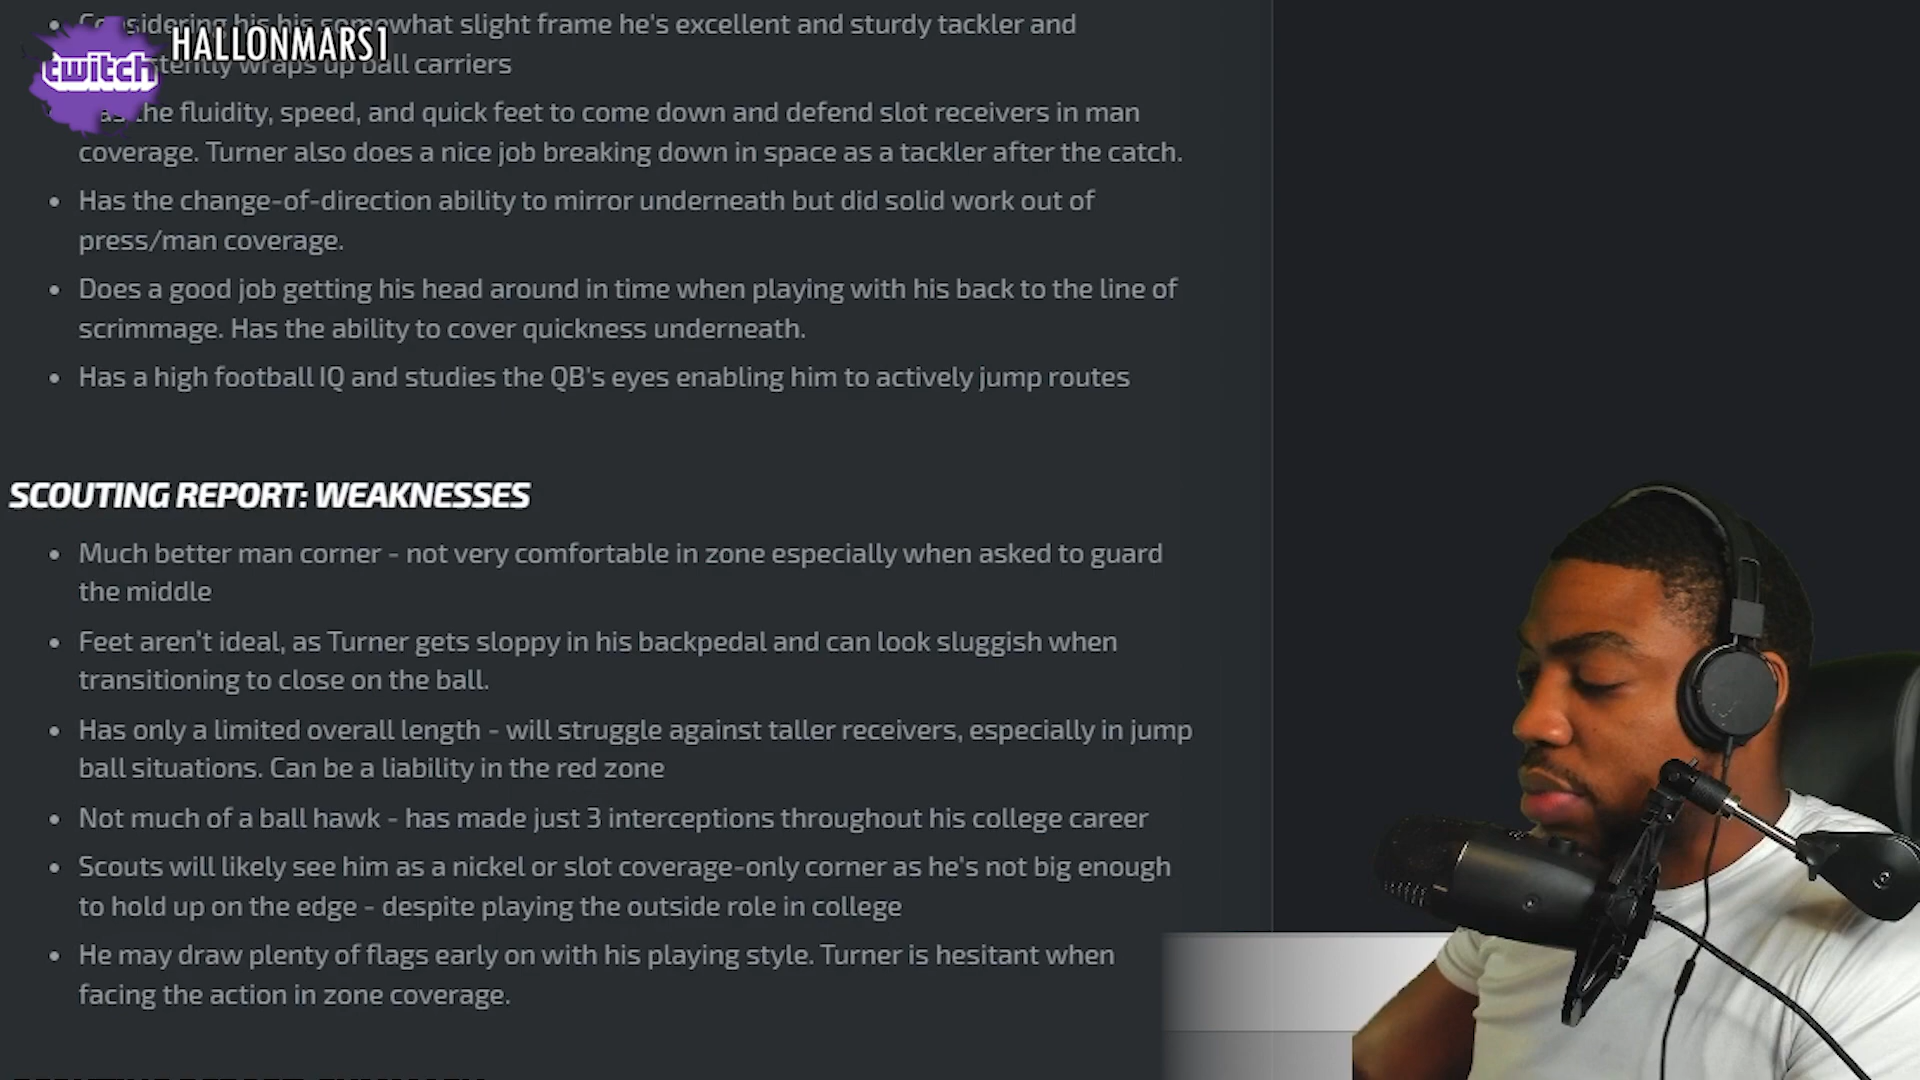 Considering his his somewhat slight frame he's excellent and sturdy tackler and
HALLONMARS1
twitch
wraps up ball carriers
the fluidity, speed, and quick feet to come down and defend slot receivers in man
coverage. Turner also does a nice job breaking down in space as a tackler after the catch.
Has the change-of-direction ability to mirror underneath but did solid work out of
press/man coverage.
Does a good job getting his head around in time when playing with his back to the line of
scrimmage. Has the ability to cover quickness underneath.
Has a high football IQ and studies the QB's eyes enabling him to actively jump routes
SCOUTING REPORT: WEAKNESSES
Much better man corner - not very comfortable in zone especially when asked to guard
the middle
Feet aren't ideal, as Turner gets sloppy in his backpedal and can look sluggish when
transitioning to close on the ball.
Has only a limited overall length - will struggle against taller receivers, especially in jump
ball situations. Can be a liability in the red zone
Not much of a ball hawk - has made just 3 interceptions throughout his college career
Scouts will likely see him as a nickel or slot coverage-only corner as he's not big enough
to hold up on the edge - despite playing the outside role in college
He may draw plenty of flags early on with his playing style. Turner is hesitant when
facing the action in zone coverage.